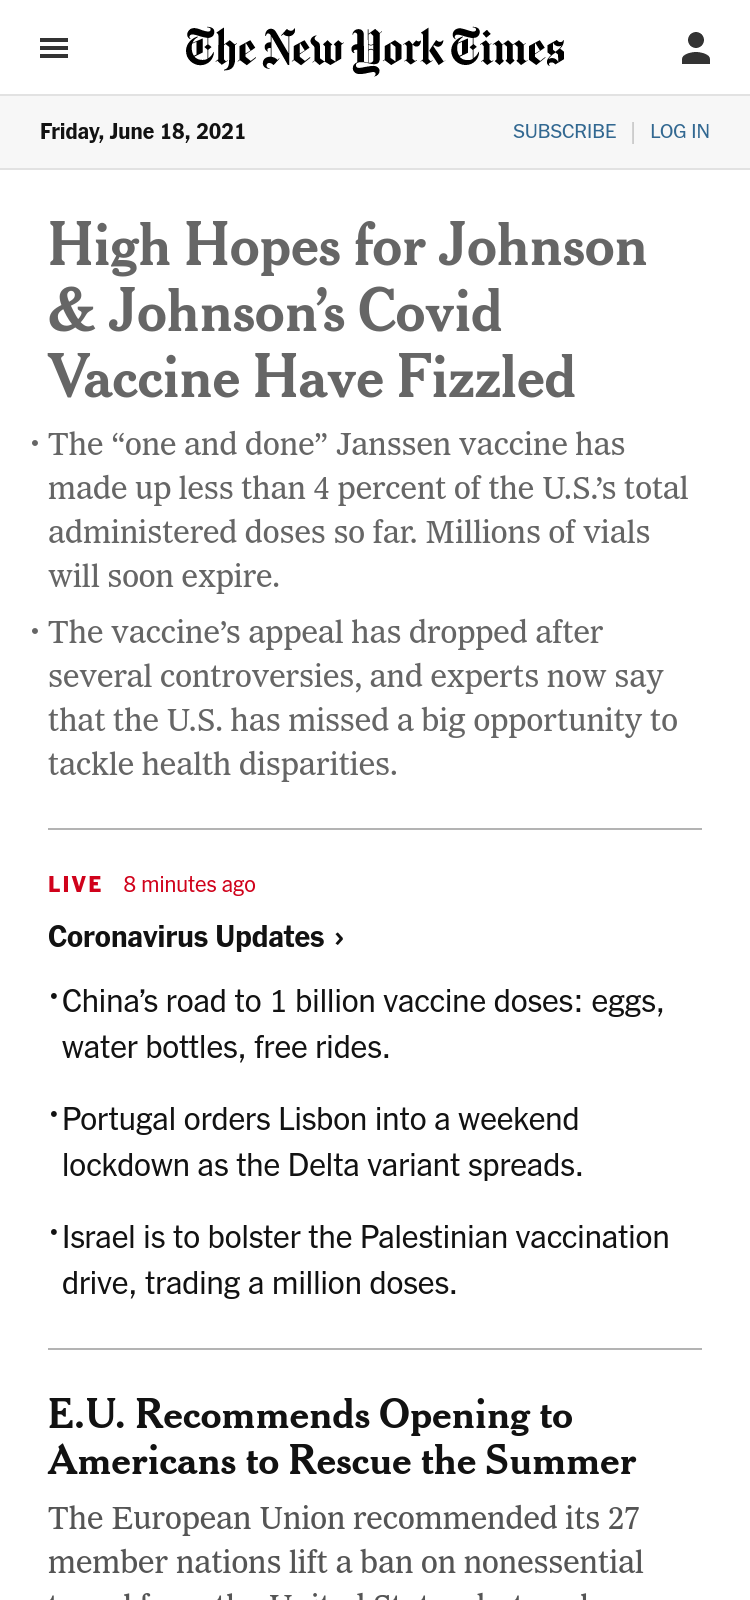 The New York Times
Friday, June 18, 2021
SUBSCRIBE | LOG IN
High Hopes for Johnson
& Johnson’s Covid
Vaccine Have Fizzled
• The “one and done” Janssen vaccine has
made up less than 4 percent of the U.S.’s total
administered doses so far. Millions of vials
will soon expire.
• The vaccine’s appeal has dropped after
several controversies, and experts now say
that the U.S. has missed a big opportunity to
tackle health disparities.
LIVE 8 minutes ago
Coronavirus Updates ›
• China’s road to 1 billion vaccine doses: eggs,
water bottles, free rides.
• Portugal orders Lisbon into a weekend
lockdown as the Delta variant spreads.
• Israel is to bolster the Palestinian vaccination
drive, trading a million doses.
E.U. Recommends Opening to
Americans to Rescue the Summer
The European Union recommended its 27
member nations lift a ban on nonessential